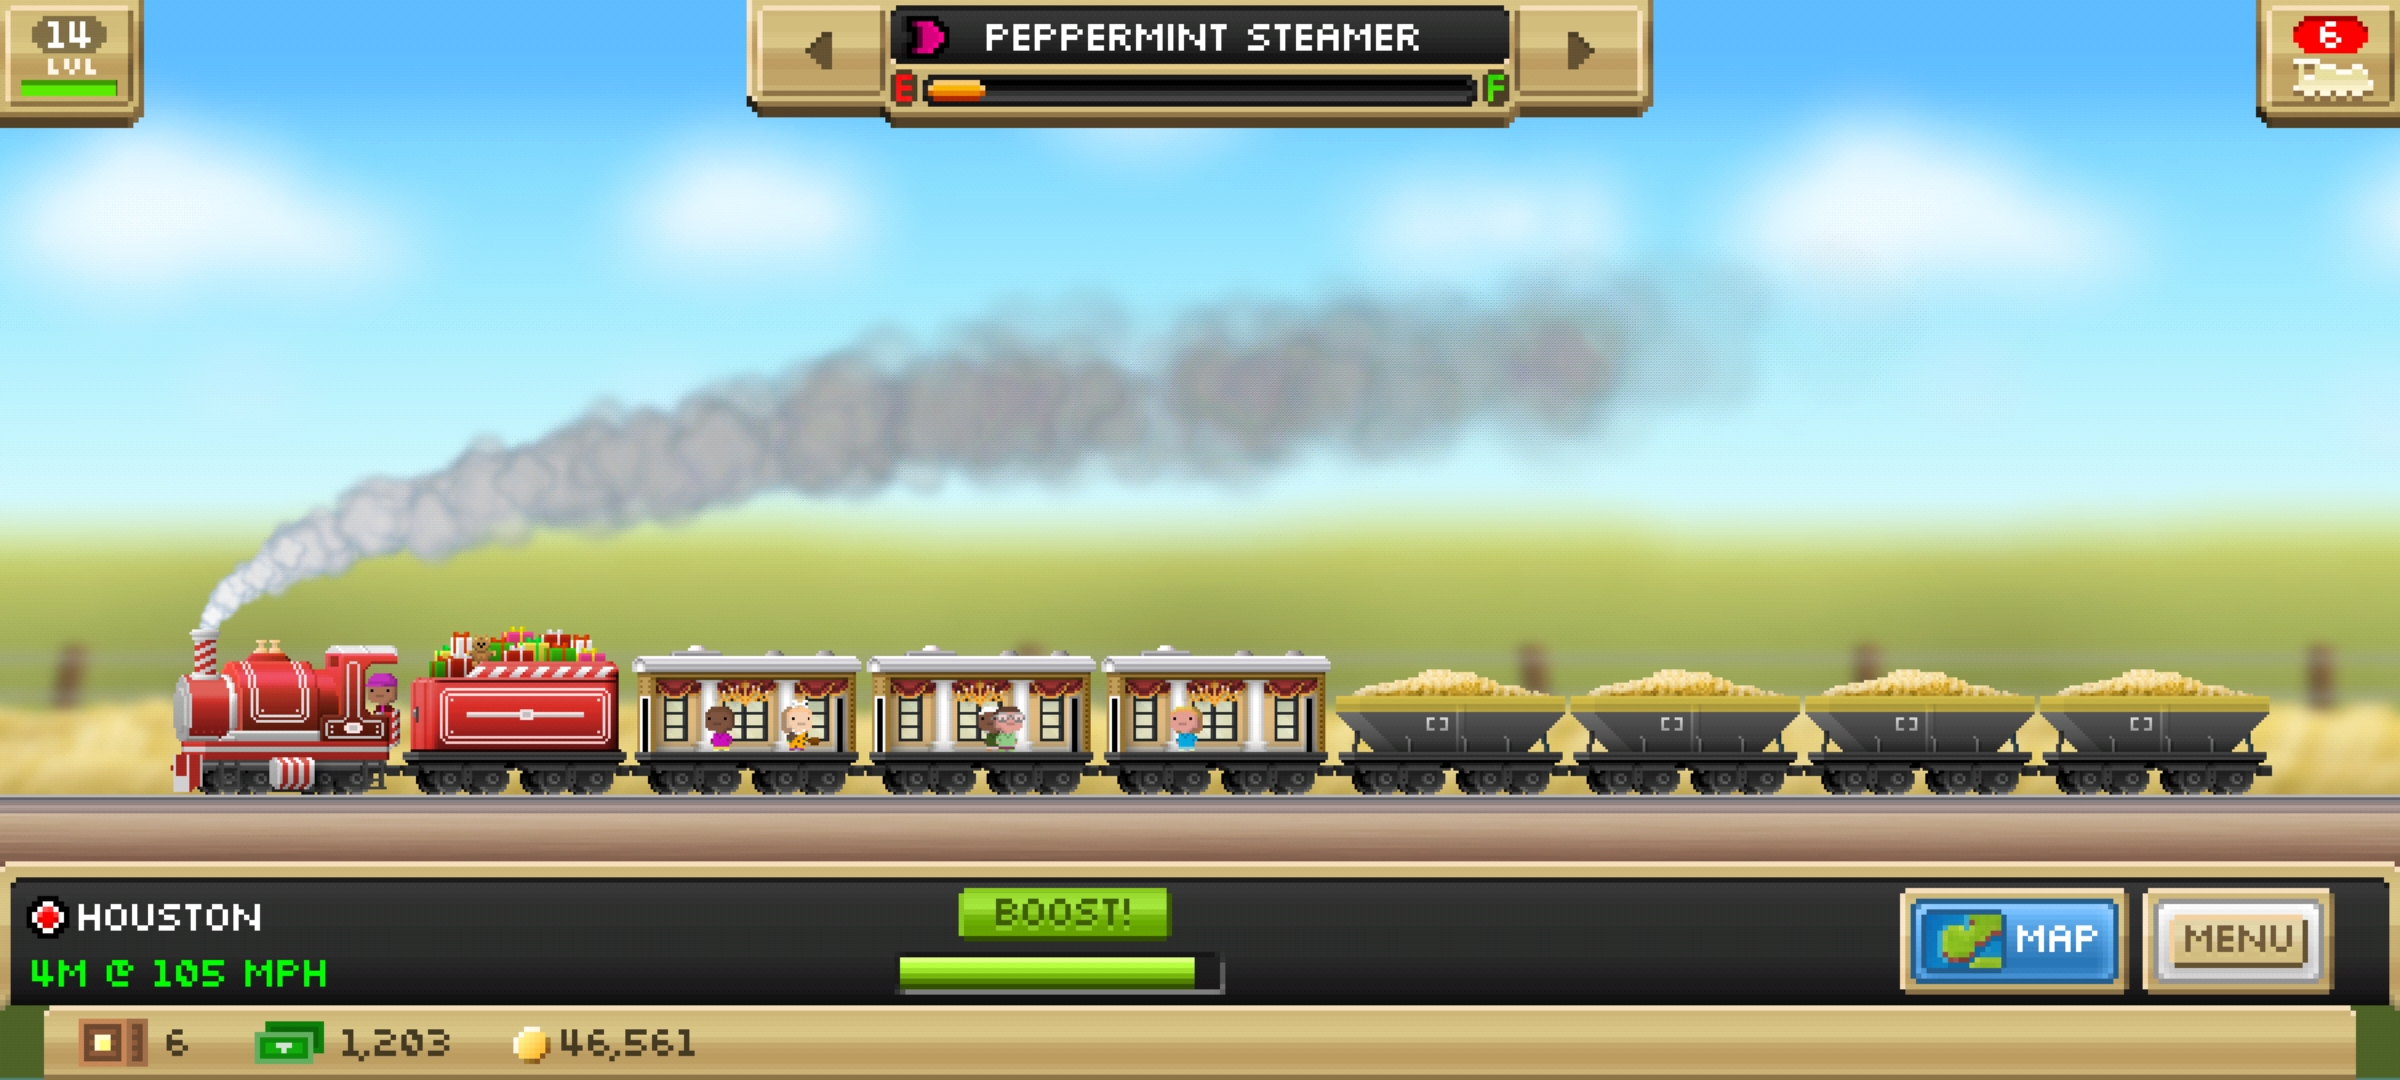 14
LVL
PEPPERMINT STEAMER
E
F
6
HOUSTON
4M @ 105 MPH
BOOST!
MAP
MENU
6
1,203
46,561